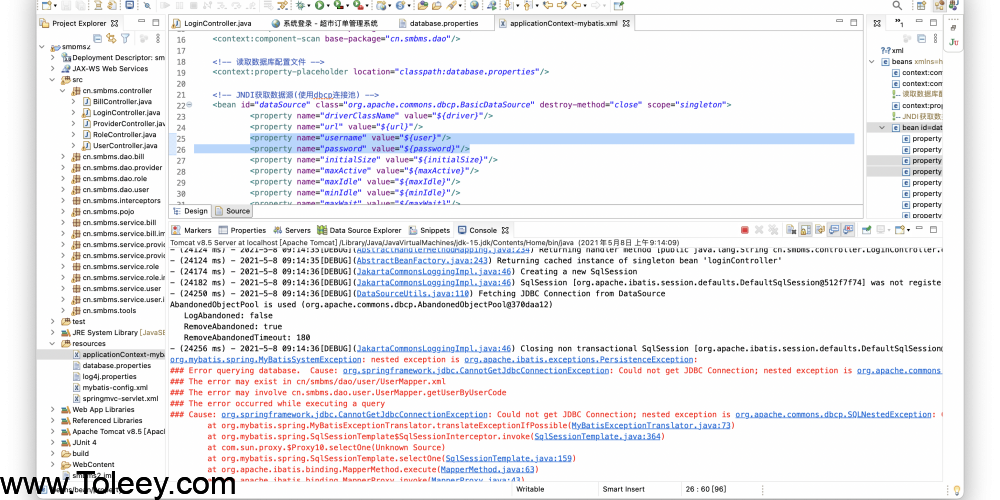 Project Explorer
LoginController.java
系统登录 - 超市订单管理系统
database.properties
applicationContext-mybatis.xml
smbms2
Deployment Descriptor: sm
JAX-WS Web Services
src
cn.smbms.controller
BillController.java
LoginController.java
ProviderController.java
RoleController.java
UserController.java
cn.smbms.dao.bill
cn.smbms.dao.provider
cn.smbms.dao.role
cn.smbms.dao.user
cn.smbms.interceptors
cn.smbms.pojo
cn.smbms.service.bill
cn.smbms.service.bill.im
cn.smbms.service.provid
cn.smbms.service.provid
cn.smbms.service.role
cn.smbms.service.role.im
cn.smbms.service.user
cn.smbms.service.user.i
cn.smbms.tools
test
JRE System Library [JavaSE
resources
applicationContext-myb
database.properties
log4j.properties
mybatis-config.xml
springmvc-servlet.xml
Web App Libraries
Referenced Libraries
Apache Tomcat v8.5 [Apac
JUnit 4
build
WebContent
16 <context:component-scan base-package="cn.smbms.dao"/>
17
18 <!-- 读取数据库配置文件 -->
19 <context:property-placeholder location="classpath:database.properties"/>
20
21 <!-- JNDI获取数据源(使用dbcp连接池) -->
22 <bean id="dataSource" class="org.apache.commons.dbcp.BasicDataSource" destroy-method="close" scope="singleton">
23 <property name="driverClassName" value="${driver}"/>
24 <property name="url" value="${url}"/>
25 <property name="username" value="${user}"/>
26 <property name="password" value="${password}"/>
27 <property name="initialSize" value="${initialSize}"/>
28 <property name="maxActive" value="${maxActive}"/>
29 <property name="maxIdle" value="${maxIdle}"/>
30 <property name="minIdle" value="${minIdle}"/>
31 <property name="maxWait" value="${maxWait}"/>
Design Source
?xml
beans xmlns=h
context:com
context:com
读取数据库配
context:prop
JNDI获取数
bean id=dat
property
property
property
property
property
property
property
property
Markers Properties Servers Data Source Explorer Snippets Console
Tomcat v8.5 Server at localhost [Apache Tomcat] /Library/Java/JavaVirtualMachines/jdk-15.jdk/Contents/Home/bin/java (2021年5月8日 上午9:14:09)
- (24124 ms) - 2021-5-8 09:14:35[DEBUG](AbstractHandlerMethodMapping.java:234) Returning handler method [public java.lang.String cn.smbms.controller.LoginController.
- (24124 ms) - 2021-5-8 09:14:35[DEBUG](AbstractBeanFactory.java:243) Returning cached instance of singleton bean 'loginController'
- (24174 ms) - 2021-5-8 09:14:36[DEBUG](JakartaCommonsLoggingImpl.java:46) Creating a new SqlSession
- (24182 ms) - 2021-5-8 09:14:36[DEBUG](JakartaCommonsLoggingImpl.java:46) SqlSession [org.apache.ibatis.session.defaults.DefaultSqlSession@512f7f74] was not registe
- (24250 ms) - 2021-5-8 09:14:36[DEBUG](DataSourceUtils.java:110) Fetching JDBC Connection from DataSource
AbandonedObjectPool is used (org.apache.commons.dbcp.AbandonedObjectPool@370daa12)
LogAbandoned: false
RemoveAbandoned: true
RemoveAbandonedTimeout: 180
- (24256 ms) - 2021-5-8 09:14:36[DEBUG](JakartaCommonsLoggingImpl.java:46) Closing non transactional SqlSession [org.apache.ibatis.session.defaults.DefaultSqlSession@
org.mybatis.spring.MyBatisSystemException: nested exception is org.apache.ibatis.exceptions.PersistenceException:
### Error querying database. Cause: org.springframework.jdbc.CannotGetJdbcConnectionException: Could not get JDBC Connection; nested exception is org.apache.commons
### The error may exist in cn/smbms/dao/user/UserMapper.xml
### The error may involve cn.smbms.dao.user.UserMapper.getUserByUserCode
### The error occurred while executing a query
### Cause: org.springframework.jdbc.CannotGetJdbcConnectionException: Could not get JDBC Connection; nested exception is org.apache.commons.dbcp.SQLNestedException:
at org.mybatis.spring.MyBatisExceptionTranslator.translateExceptionIfPossible(MyBatisExceptionTranslator.java:73)
at org.mybatis.spring.SqlSessionTemplate$SqlSessionInterceptor.invoke(SqlSessionTemplate.java:364)
at com.sun.proxy.$Proxy10.selectOne(Unknown Source)
at org.mybatis.spring.SqlSessionTemplate.selectOne(SqlSessionTemplate.java:159)
at org.apache.ibatis.binding.MapperMethod.execute(MapperMethod.java:63)
at org.apache.ibatis.binding.MapperProxy.invoke(MapperProxy.java:43)
Writable Smart Insert 26 : 60 [96]
www.Toleey.com